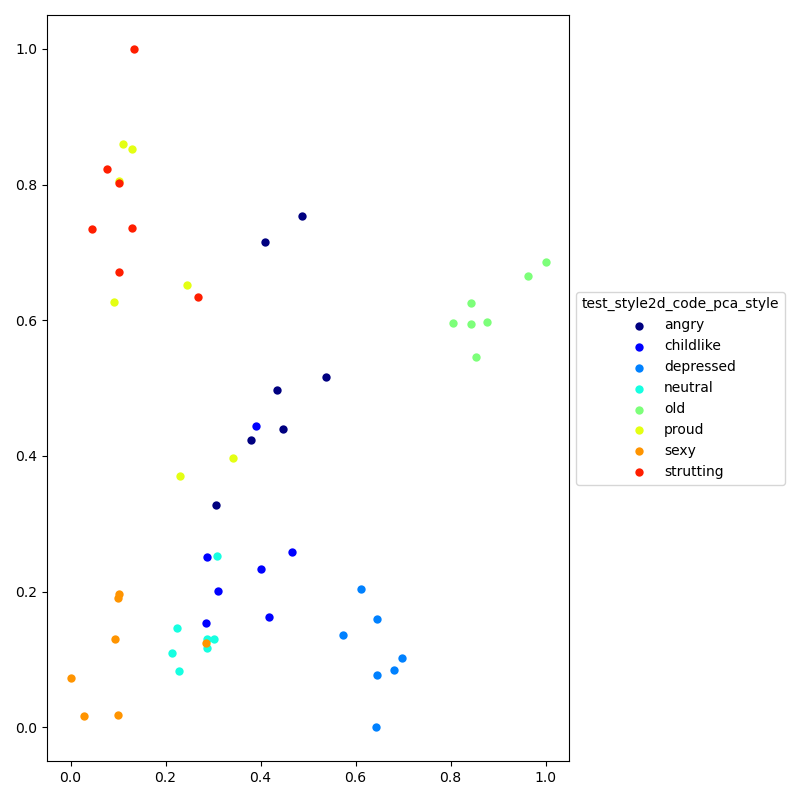 1.0
0.8
0.6
0.4
0.2
0.0
0.0 0.2 0.4 0.6 0.8 1.0
test_style2d_code_pca_style
angry
childlike
depressed
neutral
old
proud
sexy
strutting